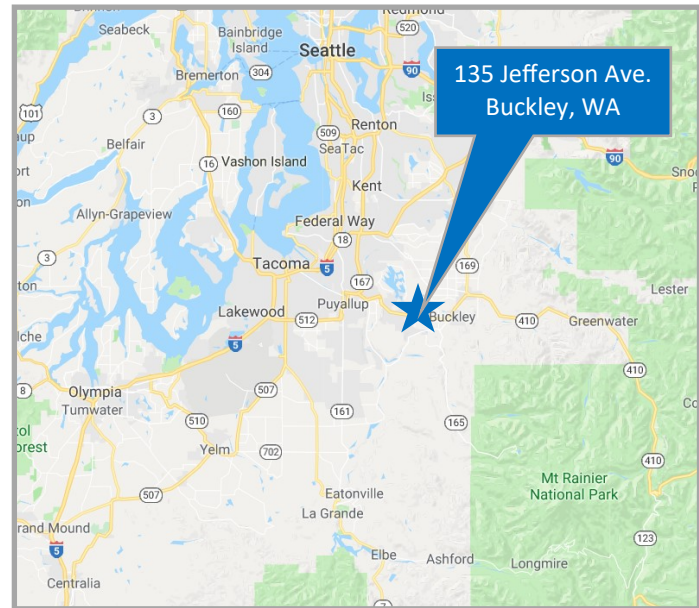 Redmond
Seabeck
Bainbridge
Island
520
Seattle
Bremerton
304
90
135 Jefferson Ave.
Buckley, WA
101
3
160
Belfair
509
Renton
SeaTac
90
16
Vashon Island
Kent
Allyn-Grapeview
Federal Way
18
3
Tacoma
5
167
169
Lester
Puyallup
Lakewood
512
Buckley
410
Greenwater
5
410
8
Olympia
Tumwater
507
510
161
165
Yelm
702
410
Mt Rainier
National Park
507
Eatonville
La Grande
123
5
Elbe
Ashford
Longmire
Centralia
7